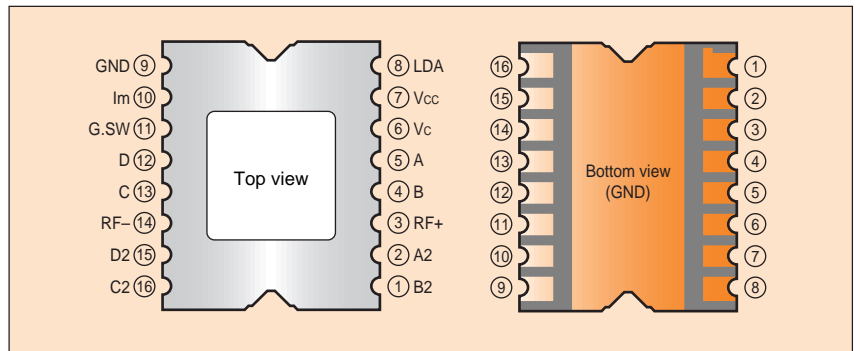 GND ⑨
Im ⑩
G.SW ⑪
D ⑫
C ⑬
RF– ⑭
D2 ⑮
C2 ⑯
Top view
⑧ LDA
⑦ Vcc
⑥ Vc
⑤ A
④ B
③ RF+
② A2
① B2
⑯
⑮
⑭
⑬
⑫
⑪
⑩
⑨
Bottom view
(GND)
①
②
③
④
⑤
⑥
⑦
⑧